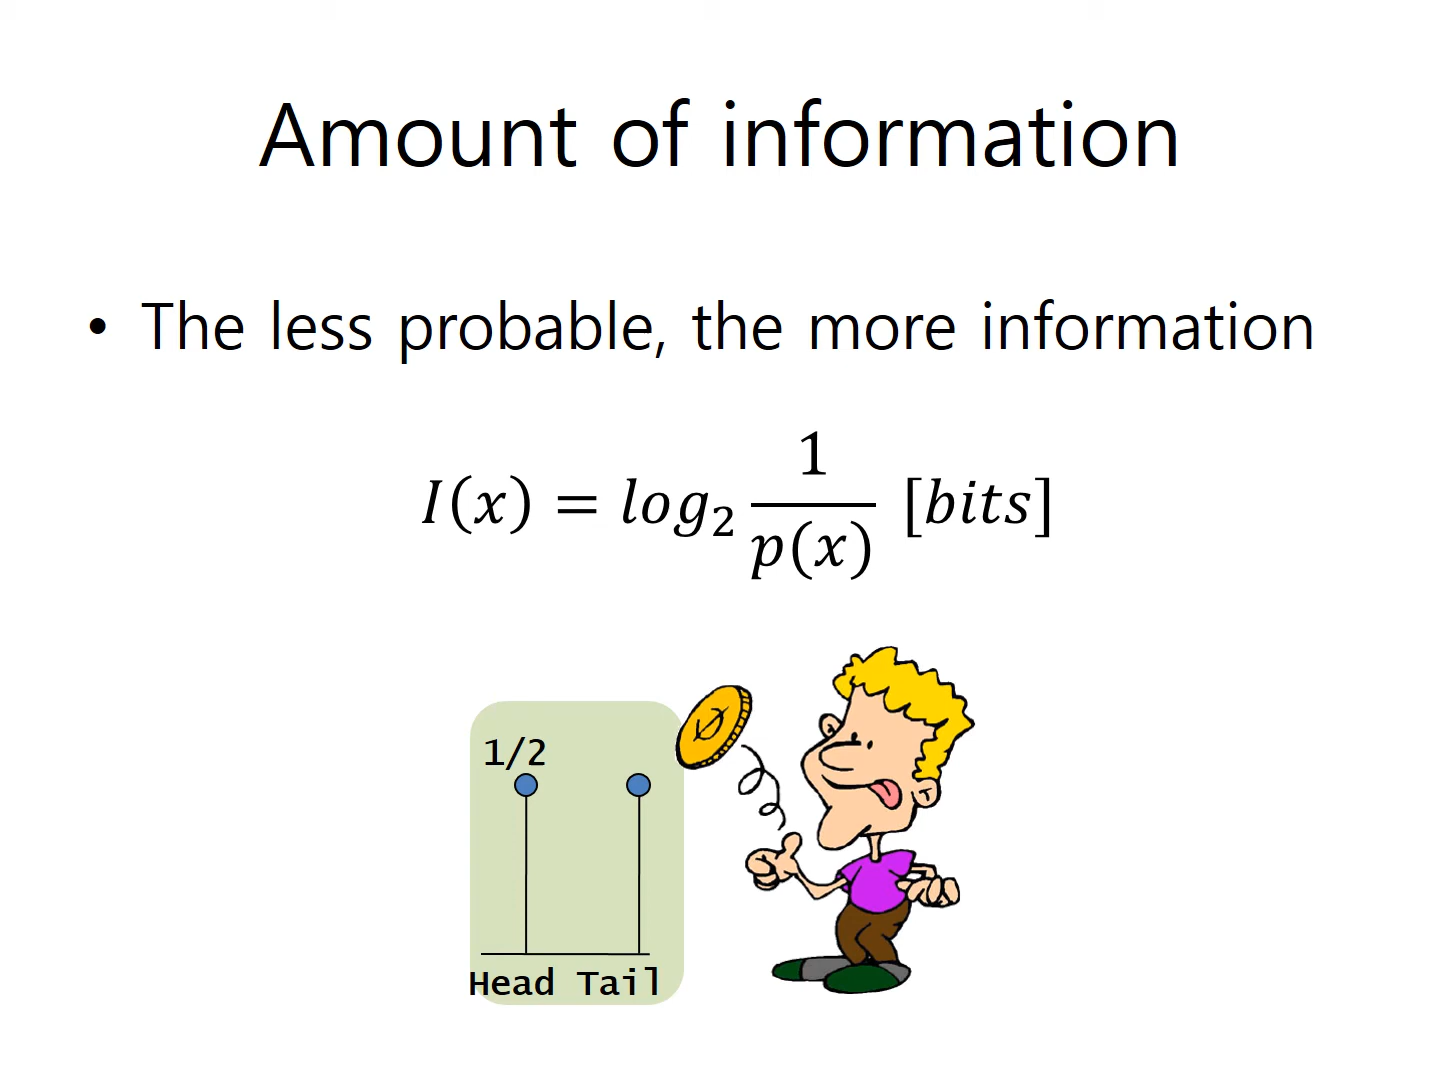 Amount of information
• The less probable, the more information
I(x) = log₂ 1/p(x) [bits]
1/2
Head Tail